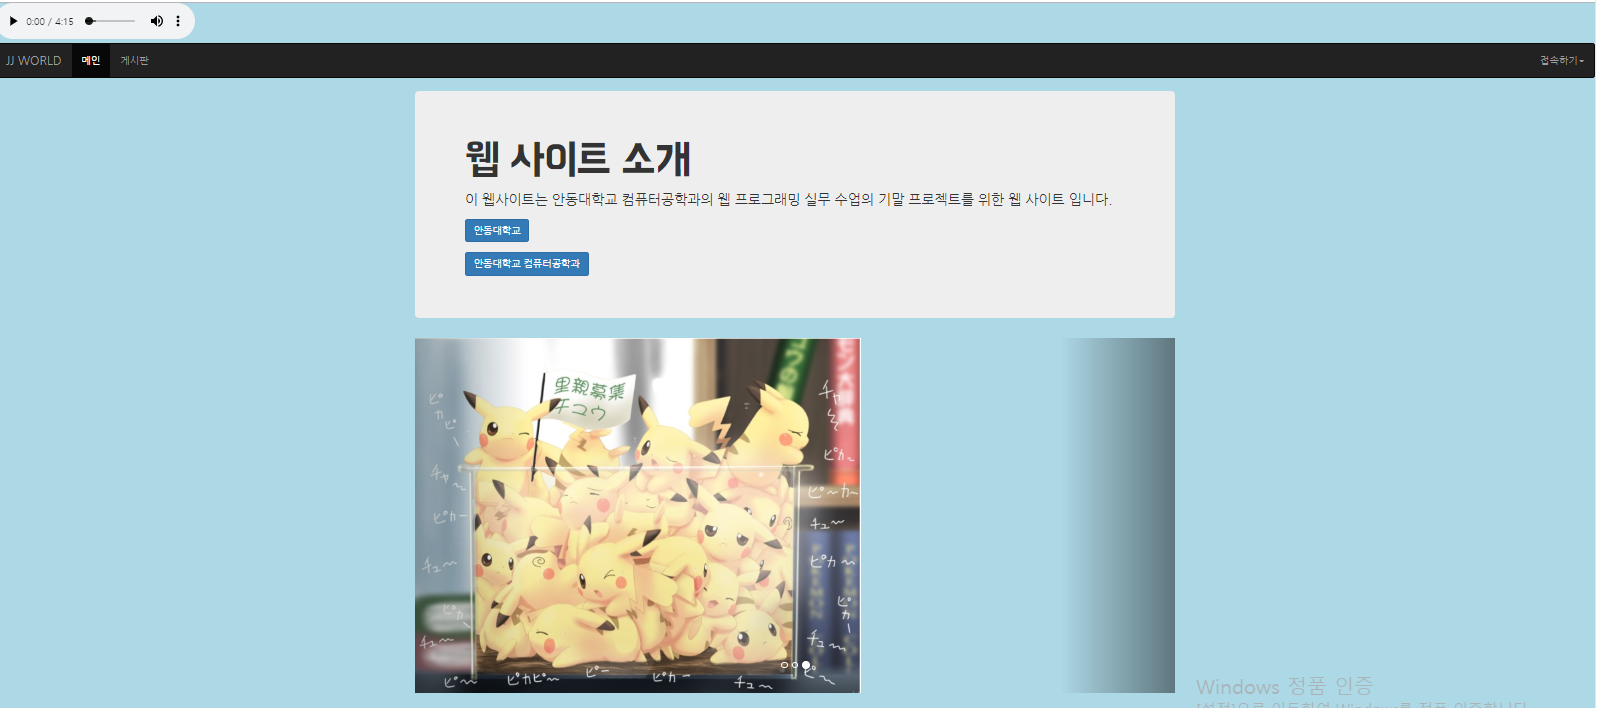 0:00 / 4:15
JJ WORLD 메인 게시판 접속하기
웹 사이트 소개
이 웹사이트는 안동대학교 컴퓨터공학과의 웹 프로그래밍 실무 수업의 기말 프로젝트를 위한 웹 사이트 입니다.
안동대학교
안동대학교 컴퓨터공학과
里親募集
チュウ
ピカ
ピー
チャ〜
ピカー
チュ〜
ピカー
チュ〜
ピ〜
ピカピ〜
ピー
ピカー
チュ〜
ピ〜
チュ〜
ピカー
ピカ〜
チュ〜
ピ〜カー
ピカ〜
チャ〜
Windows 정품 인증